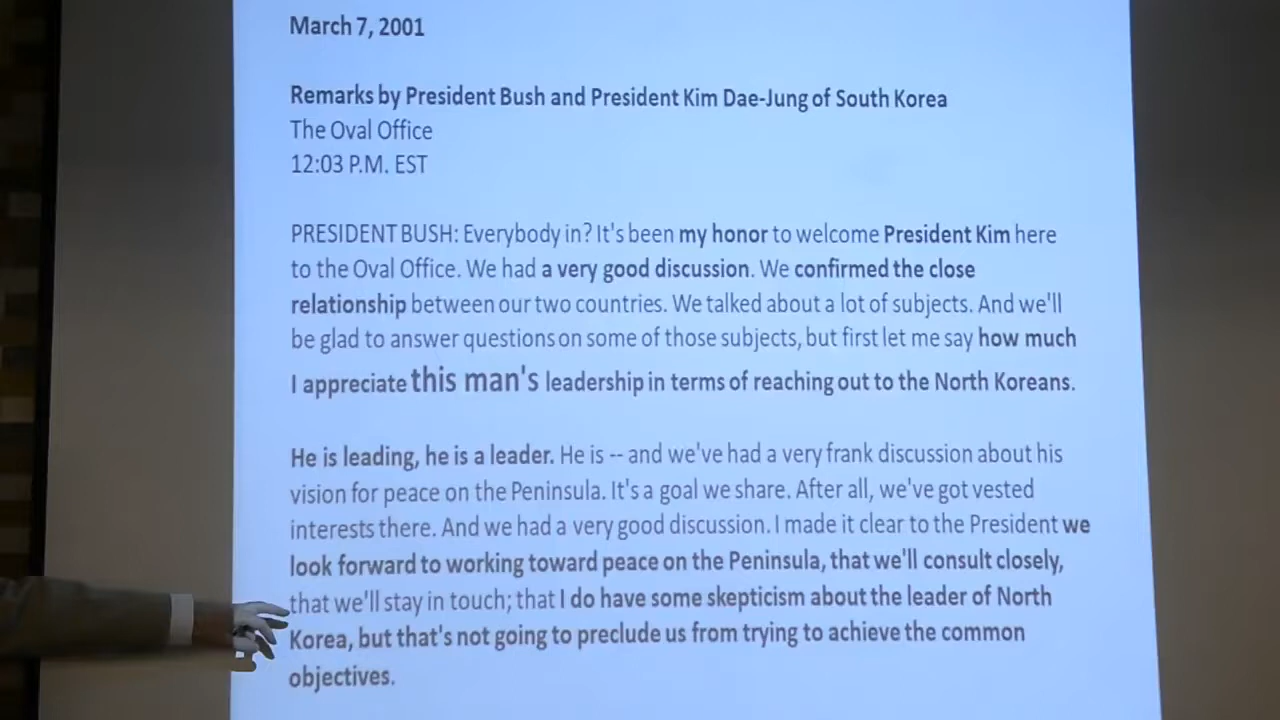 March 7, 2001
Remarks by President Bush and President Kim Dae-Jung of South Korea
The Oval Office
12:03 P.M. EST
PRESIDENT BUSH: Everybody in? It's been my honor to welcome President Kim here
to the Oval Office. We had a very good discussion. We confirmed the close
relationship between our two countries. We talked about a lot of subjects. And we'll
be glad to answer questions on some of those subjects, but first let me say how much
I appreciate this man's leadership in terms of reaching out to the North Koreans.
He is leading, he is a leader. He is -- and we've had a very frank discussion about his
vision for peace on the Peninsula. It's a goal we share. After all, we've got vested
interests there. And we had a very good discussion. I made it clear to the President we
look forward to working toward peace on the Peninsula, that we'll consult closely,
that we'll stay in touch; that I do have some skepticism about the leader of North
Korea, but that's not going to preclude us from trying to achieve the common
objectives.